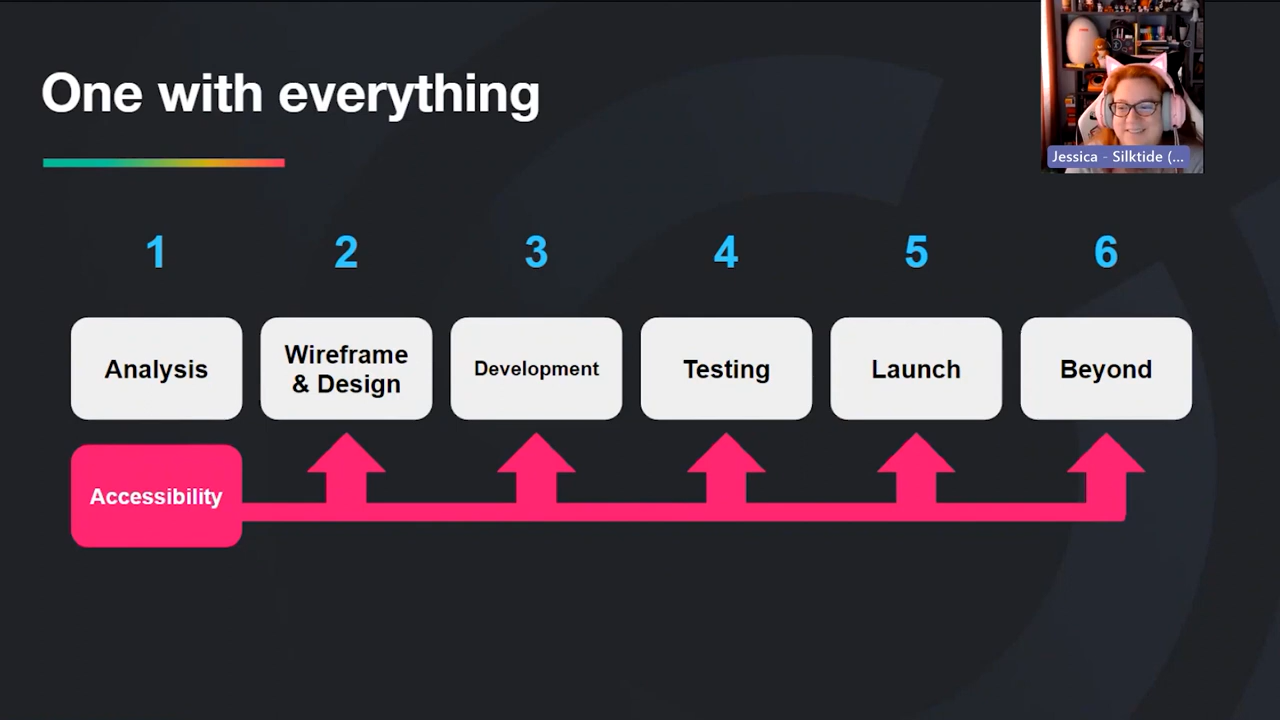 One with everything
Jessica - Silktide (...
1
2
3
4
5
6
Analysis
Wireframe
& Design
Development
Testing
Launch
Beyond
Accessibility